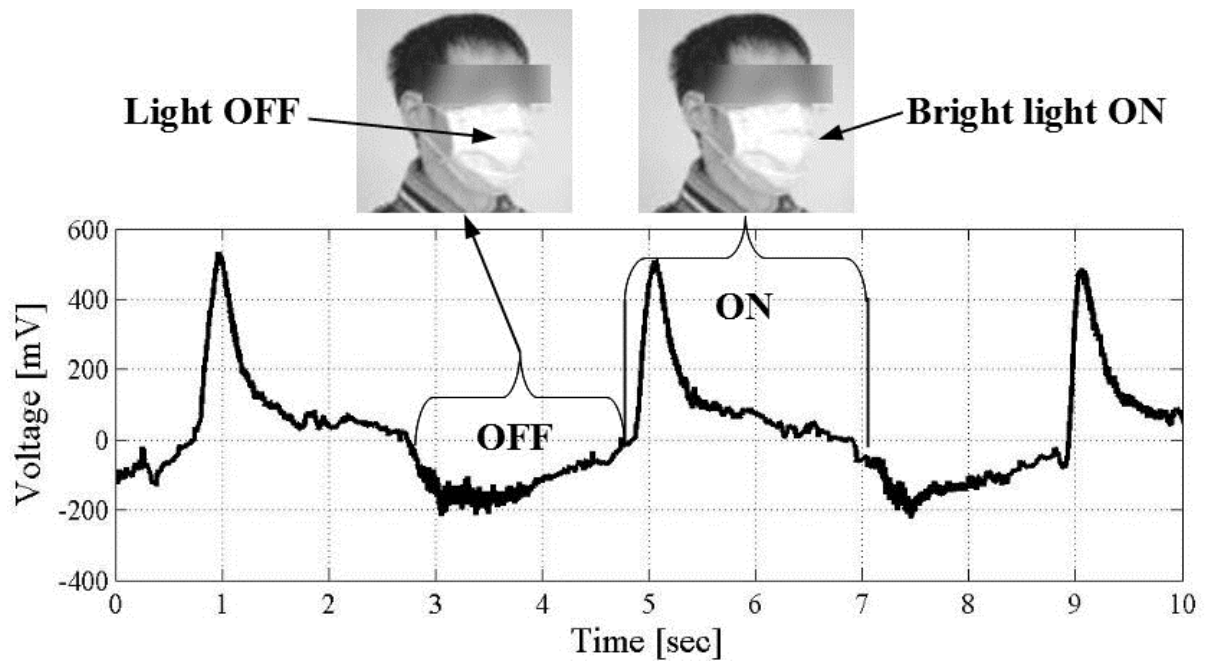 Light OFF
Bright light ON
600
400
200
0
-200
-400
Voltage [mV]
OFF
ON
0 1 2 3 4 5 6 7 8 9 10
Time [sec]